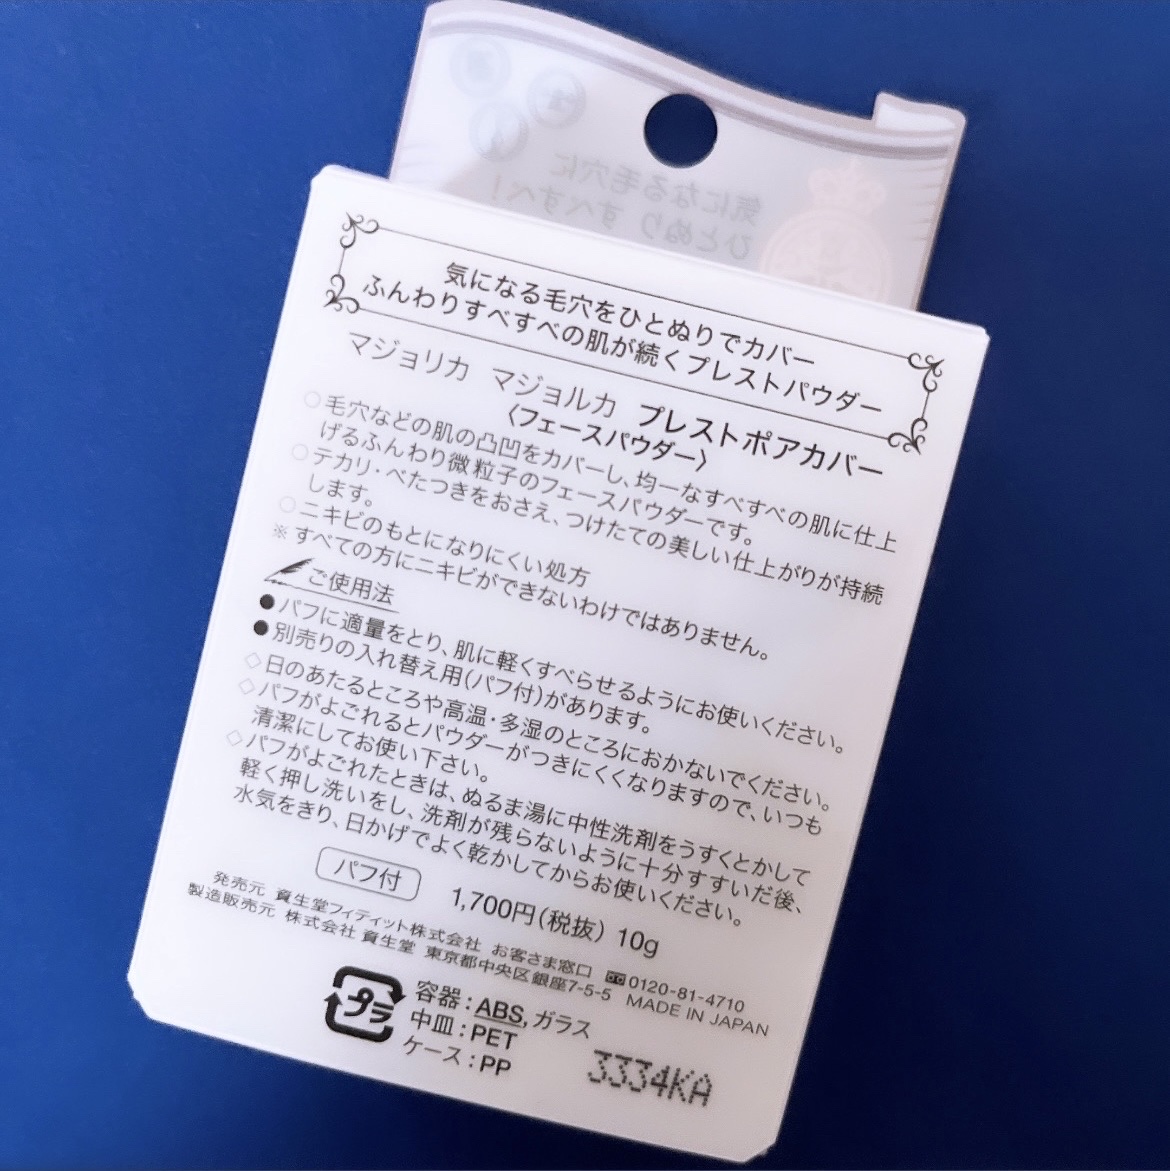 気になる毛穴に
ひとぬり すべすべ!
気になる毛穴をひとぬりでカバー
ふんわりすべすべの肌が続くプレストパウダー
マジョリカ マジョルカ プレストポアカバー
〈フェースパウダー〉
○毛穴などの肌の凸凹をカバーし、均一なすべすべの肌に仕上
げるふんわり微粒子のフェースパウダーです。
○テカリ・べたつきをおさえ、つけたての美しい仕上がりが持続
します。
○ニキビのもとになりにくい処方
※すべての方にニキビができないわけではありません。
ご使用法
●パフに適量をとり、肌に軽くすべらせるようにお使いください。
●別売りの入れ替え用(パフ付)があります。
◇日のあたるところや高温・多湿のところにおかないでください。
◇パフがよごれるとパウダーがつきにくくなりますので、いつも
清潔にしてお使い下さい。
◇パフがよごれたときは、ぬるま湯に中性洗剤をうすくとかして
軽く押し洗いをし、洗剤が残らないように十分すすいだ後、
水気をきり、日かげでよく乾かしてからお使いください。
パフ付 1,700円(税抜) 10g
発売元 資生堂フィティット株式会社 お客さま窓口 0120-81-4710
製造販売元 株式会社 資生堂 東京都中央区銀座7-5-5 MADE IN JAPAN
プラ
容器:ABS,ガラス
中皿:PET
ケース:PP
3334KA